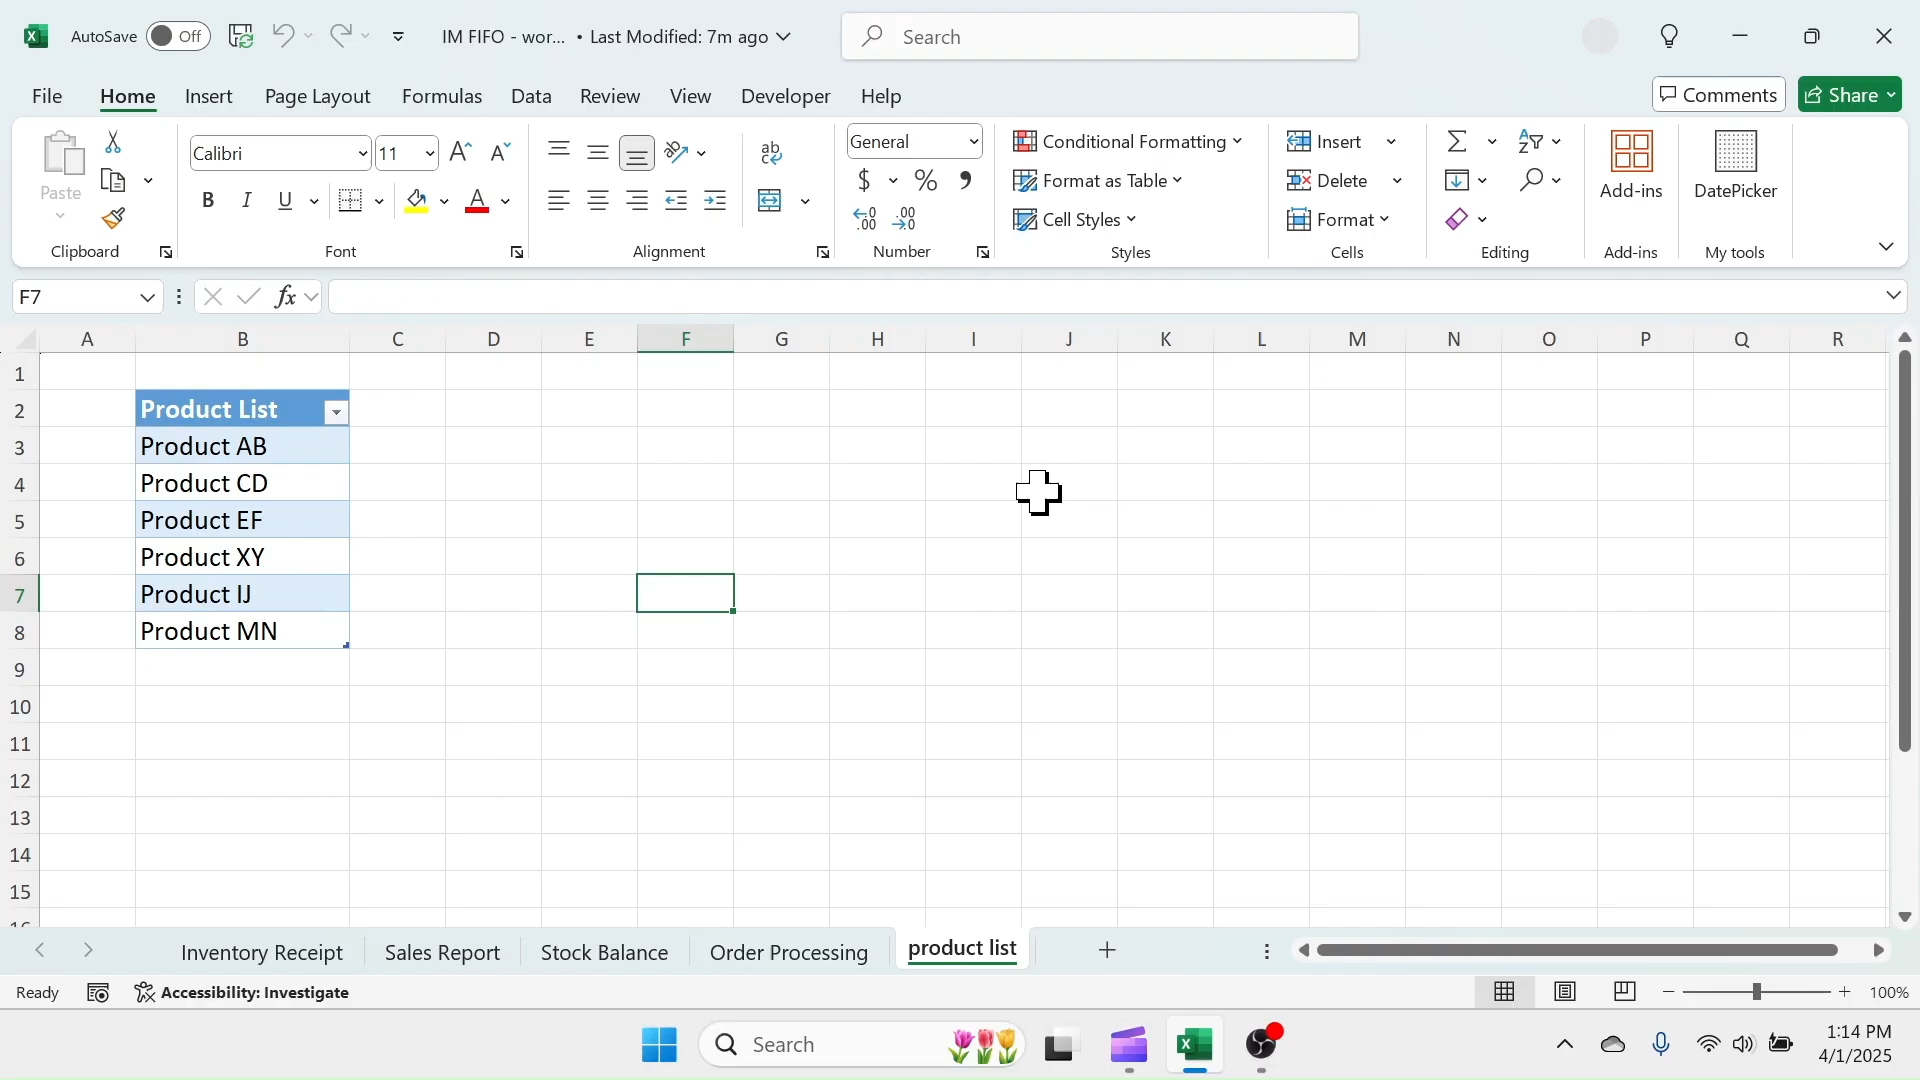 AutoSave Off IM FIFO - wor... • Last Modified: 7m ago Search
File Home Insert Page Layout Formulas Data Review View Developer Help Comments Share
Paste
Clipboard
Calibri 11
B I U A
Font
ab
Alignment
General
$ % ,
Number
Conditional Formatting
Format as Table
Cell Styles
Styles
Insert
Delete
Format
Cells
Editing
Add-ins
Add-ins
DatePicker
My tools
F7 fx
A B C D E F G H I J K L M N O P Q R
1
2 Product List
3 Product AB
4 Product CD
5 Product EF
6 Product XY
7 Product IJ
8 Product MN
9
10
11
12
13
14
15
16
Inventory Receipt Sales Report Stock Balance Order Processing product list
Ready Accessibility: Investigate 100%
Search
1:14 PM
4/1/2025